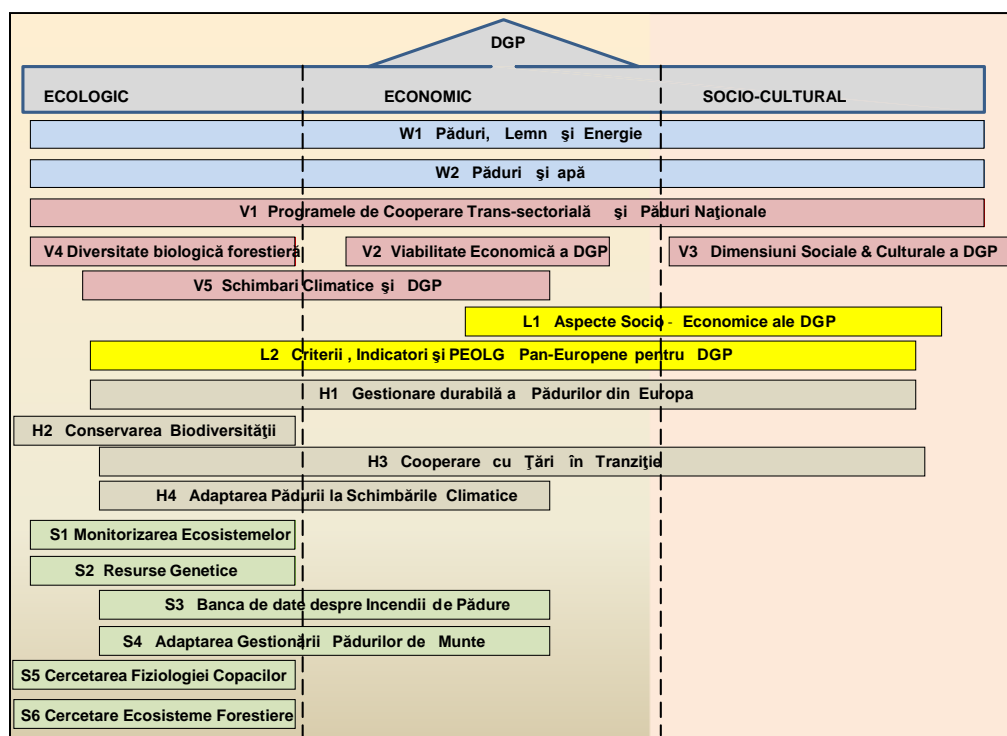 DGP
ECOLOGIC ECONOMIC SOCIO-CULTURAL
W1 Păduri, Lemn şi Energie
W2 Păduri şi apă
V1 Programele de Cooperare Trans-sectorială şi Păduri Naţionale
V4 Diversitate biologică forestieră V2 Viabilitate Economică a DGP V3 Dimensiuni Sociale & Culturale a DGP
V5 Schimbari Climatice şi DGP
L1 Aspecte Socio - Economice ale DGP
L2 Criterii , Indicatori şi PEOLG Pan-Europene pentru DGP
H1 Gestionare durabilă a Pădurilor din Europa
H2 Conservarea Biodiversităţii
H3 Cooperare cu Ţări în Tranziţie
H4 Adaptarea Pădurii la Schimbările Climatice
S1 Monitorizarea Ecosistemelor
S2 Resurse Genetice
S3 Banca de date despre Incendii de Pădure
S4 Adaptarea Gestionării Pădurilor de Munte
S5 Cercetarea Fiziologiei Copacilor
S6 Cercetare Ecosisteme Forestiere